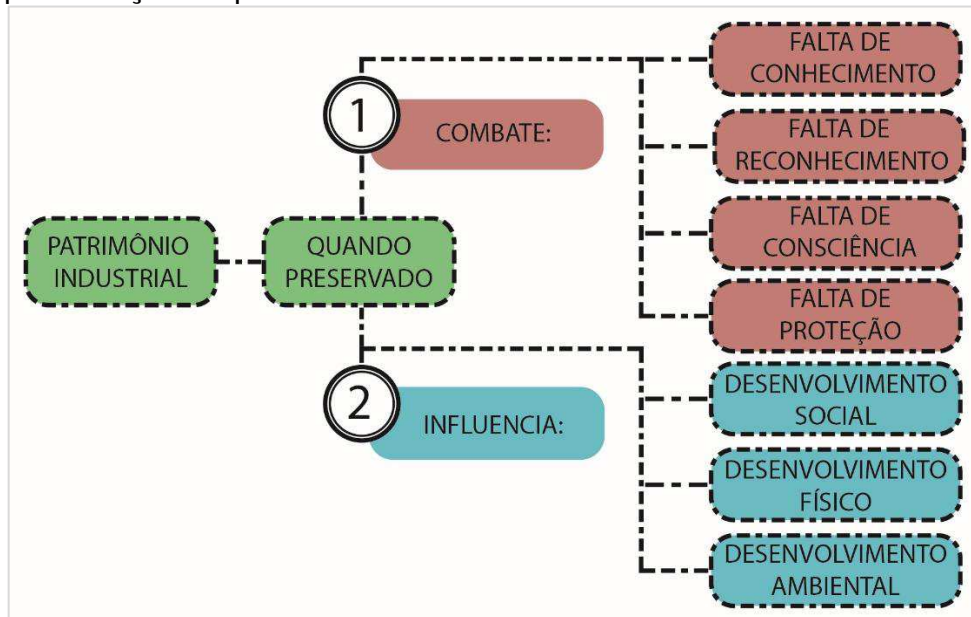 PATRIMÔNIO
INDUSTRIAL
QUANDO
PRESERVADO
1
COMBATE:
FALTA DE
CONHECIMENTO
FALTA DE
RECONHECIMENTO
FALTA DE
CONSCIÊNCIA
FALTA DE
PROTEÇÃO
2
INFLUENCIA:
DESENVOLVIMENTO
SOCIAL
DESENVOLVIMENTO
FÍSICO
DESENVOLVIMENTO
AMBIENTAL